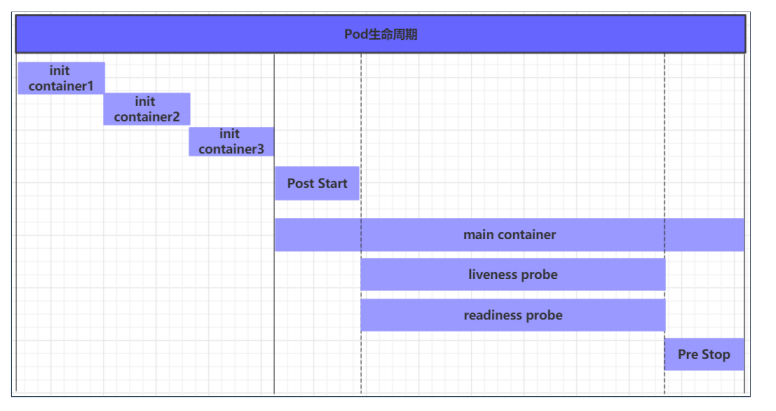 Pod生命周期
init
container1
init
container2
init
container3
Post Start
main container
liveness probe
readiness probe
Pre Stop